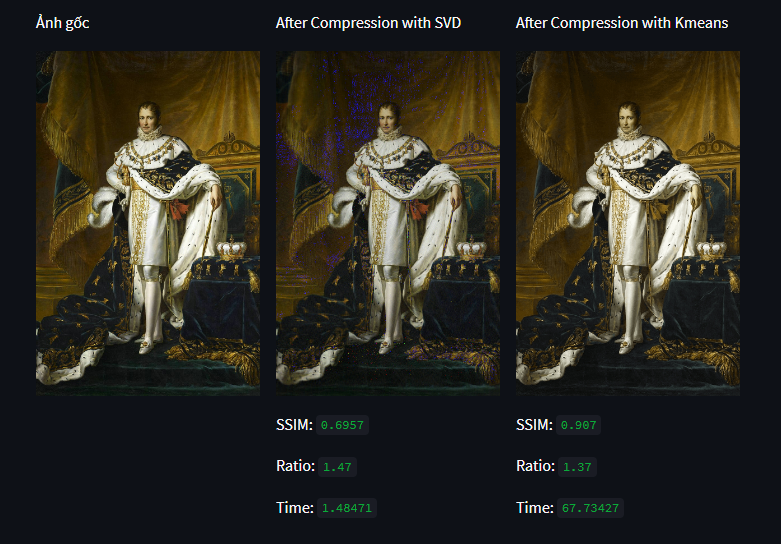 Ảnh gốc
After Compression with SVD
After Compression with Kmeans
SSIM: 0.6957
SSIM: 0.907
Ratio: 1.47
Ratio: 1.37
Time: 1.48471
Time: 67.73427